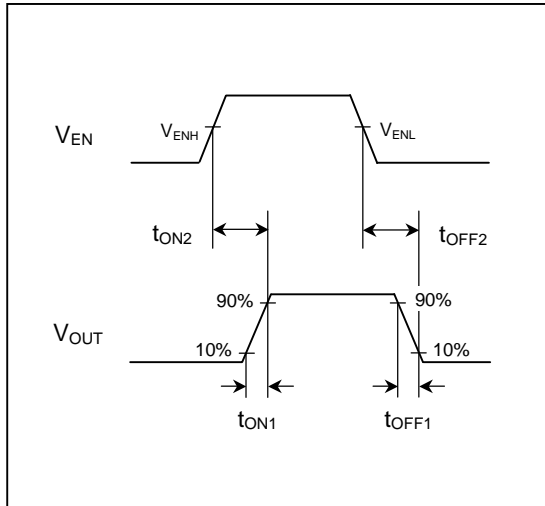 V_EN
V_ENH
V_ENL
t_ON2
t_OFF2
90%
90%
V_OUT
10%
10%
t_ON1
t_OFF1